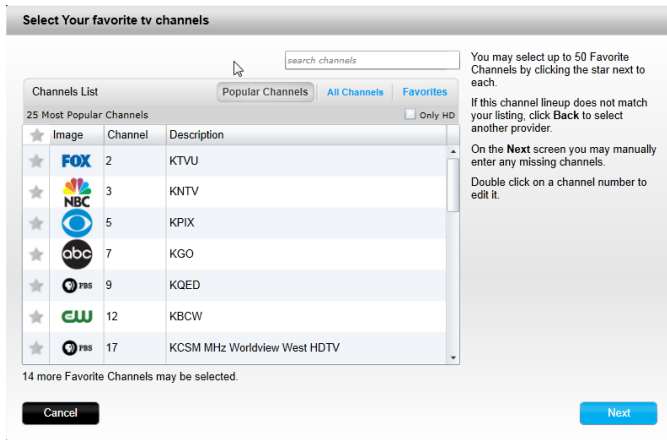 Select Your favorite tv channels
search channels
Channels List
Popular Channels
All Channels
Favorites
25 Most Popular Channels
Only HD
Image Channel Description
FOX 2 KTVU
NBC 3 KNTV
5 KPIX
abc 7 KGO
PBS 9 KQED
CW 12 KBCW
PBS 17 KCSM MHz Worldview West HDTV
14 more Favorite Channels may be selected.
Cancel
Next
You may select up to 50 Favorite
Channels by clicking the star next to
each.
If this channel lineup does not match
your listing, click Back to select
another provider.
On the Next screen you may manually
enter any missing channels.
Double click on a channel number to
edit it.